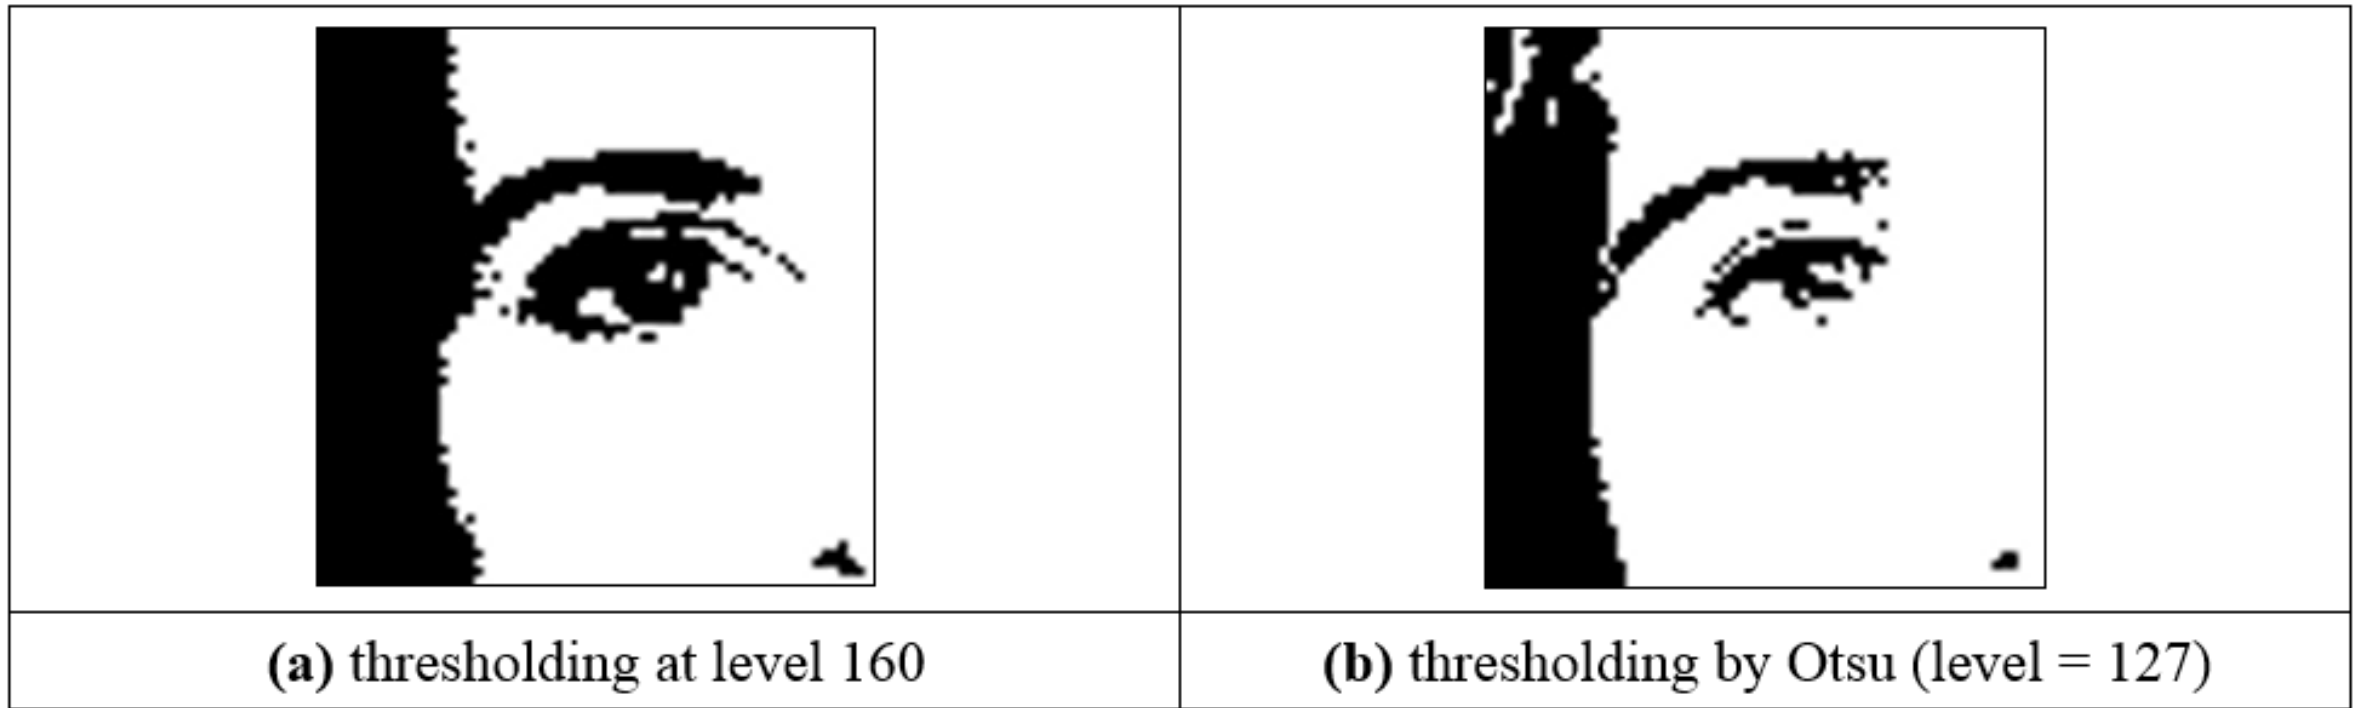 (a) thresholding at level 160
(b) thresholding by Otsu (level = 127)